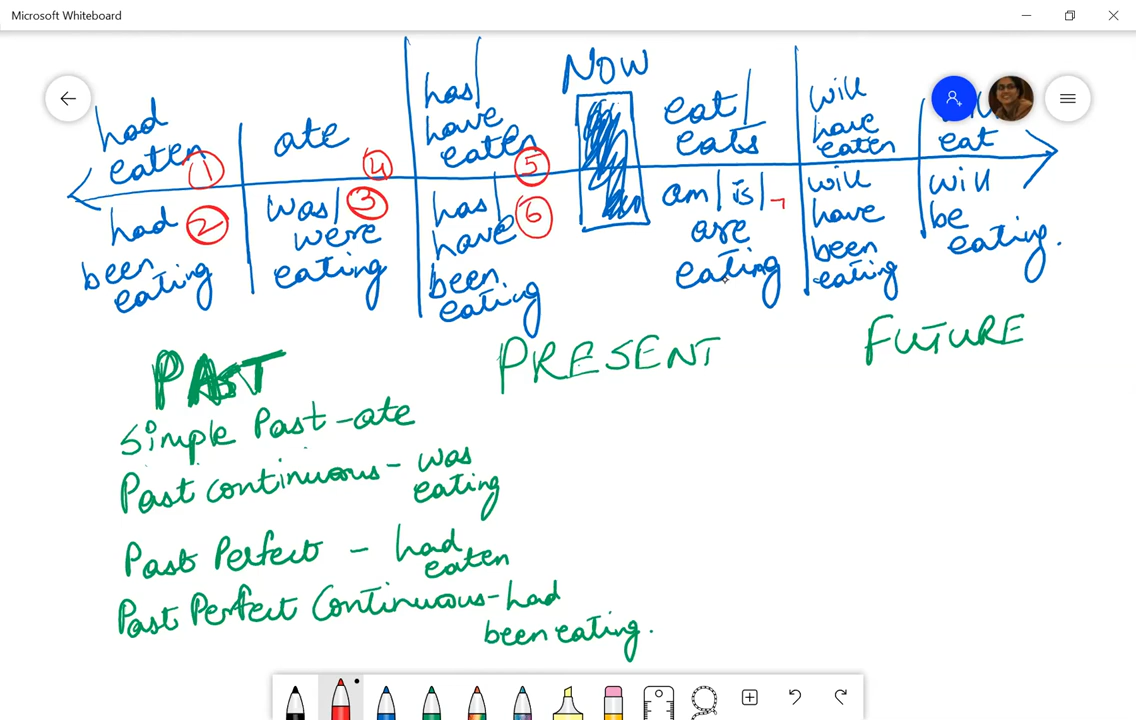 Microsoft Whiteboard
had
eaten
1
ate
4
has/
have
eaten
5
NOW
eat/
eats
will
have
eaten
eat
had
been
eating
2
was/
were
eating
3
has/
have
been
eating
6
am/is/
are
eating
will
have
been
eating
will
be
eating.
PAST
PRESENT
FUTURE
Simple Past - ate
Past continuous - was
eating
Past Perfect - had
eaten
Past Perfect Continuous - had
been eating.